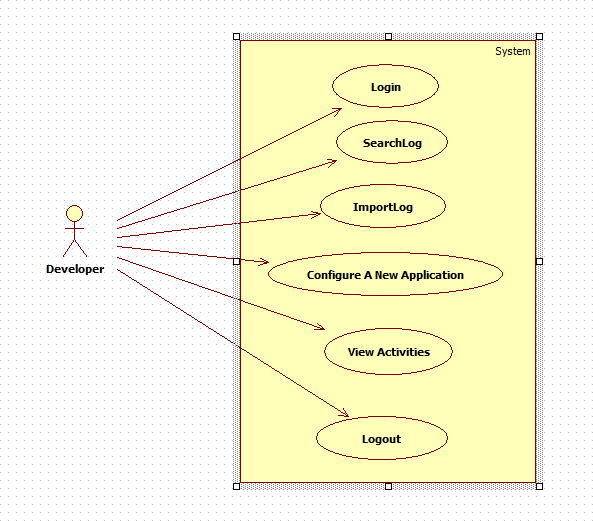 System
Login
SearchLog
ImportLog
Developer
Configure A New Application
View Activities
Logout